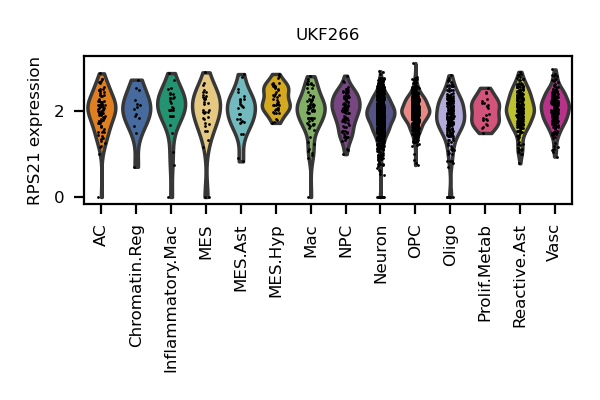 UKF266
RPS21 expression
2
0
AC
Chromatin.Reg
Inflammatory.Mac
MES
MES.Ast
MES.Hyp
Mac
NPC
Neuron
OPC
Oligo
Prolif.Metab
Reactive.Ast
Vasc